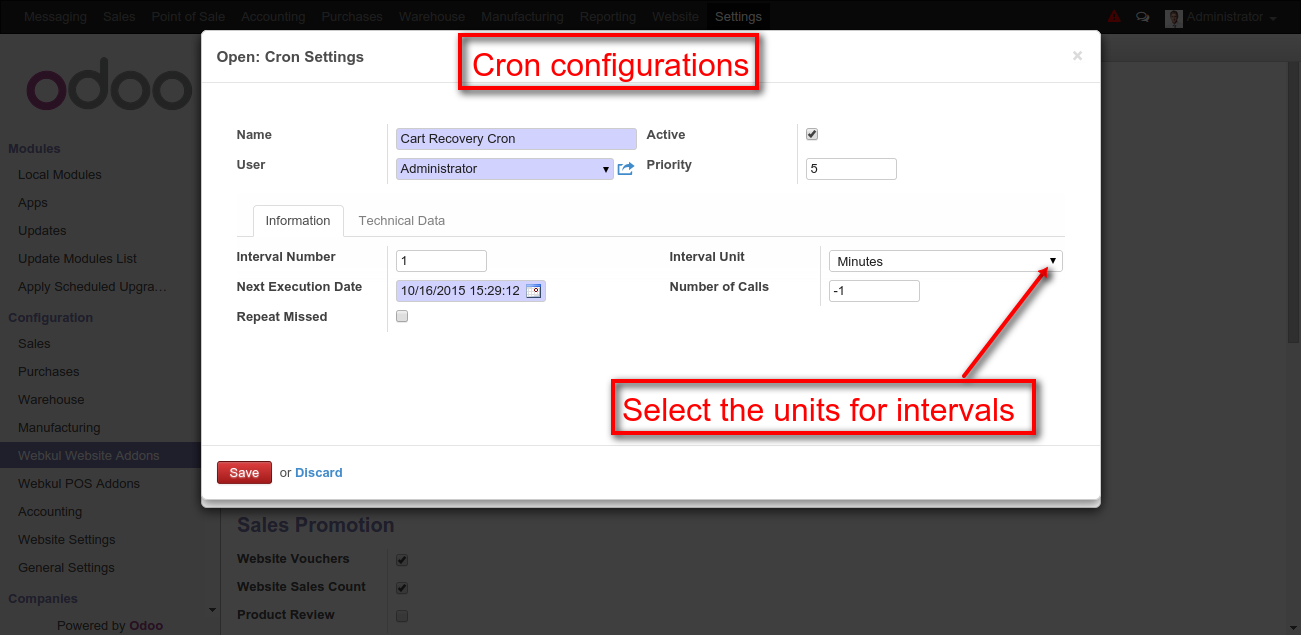 Messaging Sales Point of Sale Accounting Purchases Warehouse Manufacturing Reporting Website Settings Administrator
Open: Cron Settings
Cron configurations
×
odoo
Name Cart Recovery Cron Active
User Administrator Priority 5
Information Technical Data
Interval Number 1 Interval Unit Minutes
Next Execution Date 10/16/2015 15:29:12 Number of Calls -1
Repeat Missed
Select the units for intervals
Save or Discard
Modules
Local Modules
Apps
Updates
Update Modules List
Apply Scheduled Upgra...
Configuration
Sales
Purchases
Warehouse
Manufacturing
Webkul Website Addons
Webkul POS Addons
Accounting
Website Settings
General Settings
Companies
Powered by Odoo
Sales Promotion
Website Vouchers
Website Sales Count
Product Review